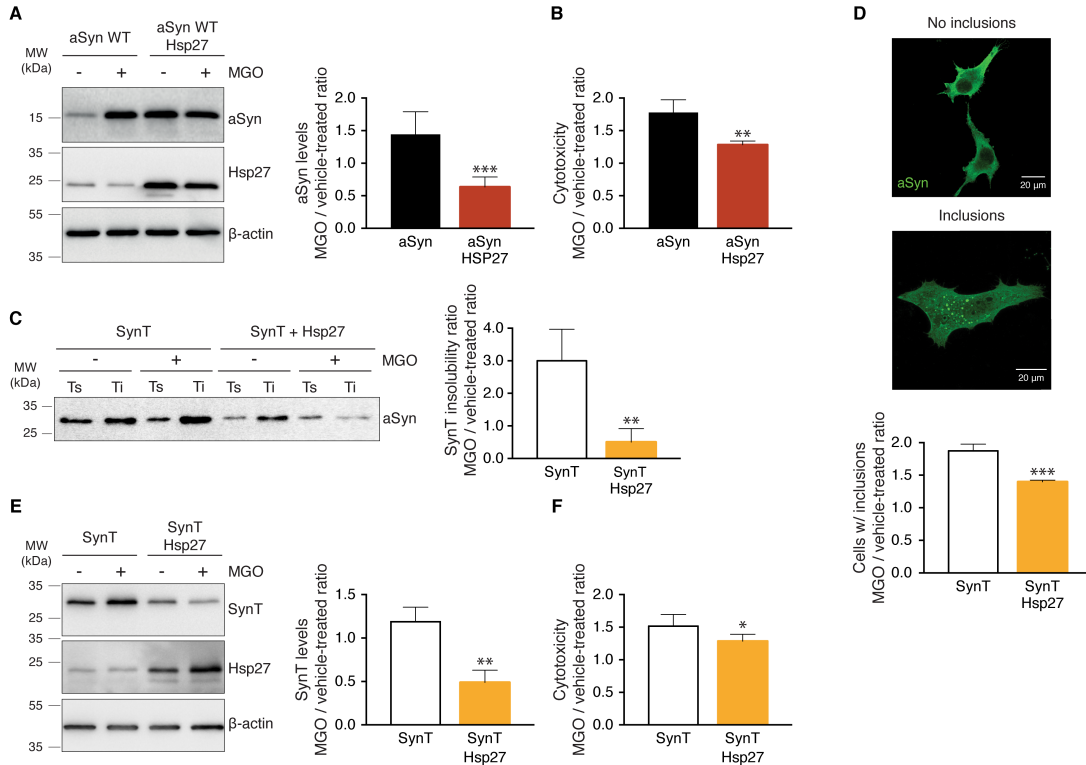 A
aSyn WT
aSyn WT
Hsp27
MW
(kDa)
- + - + MGO
15
aSyn
35
25
Hsp27
55
35
β-actin
aSyn levels
MGO / vehicle-treated ratio
2.0
1.5
1.0
0.5
0.0
***
aSyn
aSyn
HSP27
B
Cytotoxicity
MGO / vehicle-treated ratio
2.0
1.5
1.0
0.5
0.0
**
aSyn
aSyn
Hsp27
C
SynT
SynT + Hsp27
MW
(kDa)
- + - + MGO
Ts Ti Ts Ti Ts Ti Ts Ti
35
25
aSyn
SynT insolubility ratio
MGO / vehicle-treated ratio
4.0
3.0
2.0
1.0
0.0
**
SynT
SynT
Hsp27
D
No inclusions
aSyn
20 μm
Inclusions
20 μm
Cells w/ inclusions
MGO / vehicle-treated ratio
2.0
1.5
1.0
0.5
0.0
***
SynT
SynT
Hsp27
E
SynT
SynT
Hsp27
MW
(kDa)
- + - + MGO
35
25
SynT
35
25
Hsp27
55
35
β-actin
SynT levels
MGO / vehicle-treated ratio
1.5
1.0
0.5
0.0
**
SynT
SynT
Hsp27
F
Cytotoxicity
MGO / vehicle-treated ratio
2.0
1.5
1.0
0.5
0.0
*
SynT
SynT
Hsp27